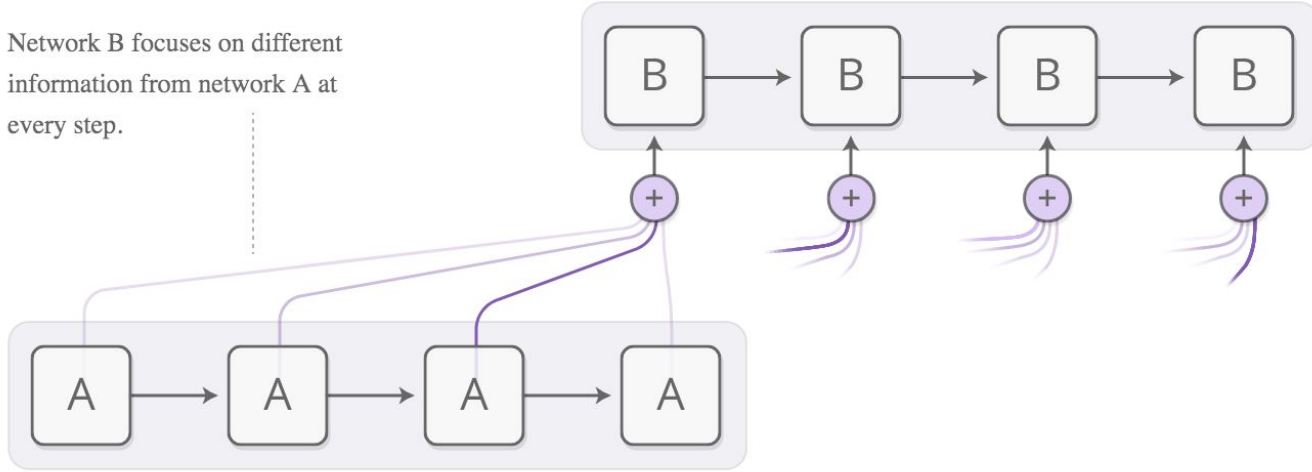 Network B focuses on different
information from network A at
every step.
B B B B
+ + + +
A A A A